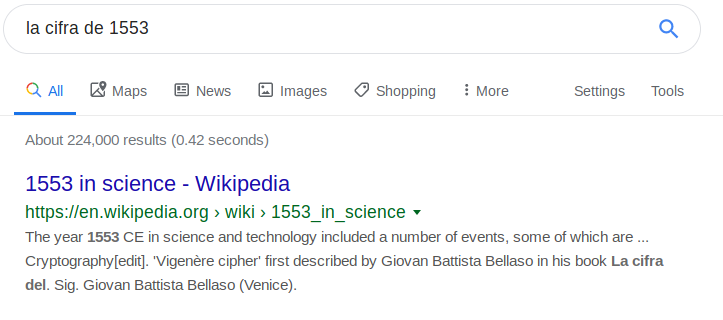 la cifra de 1553
All Maps News Images Shopping More Settings Tools
About 224,000 results (0.42 seconds)
1553 in science - Wikipedia
https://en.wikipedia.org › wiki › 1553_in_science
The year 1553 CE in science and technology included a number of events, some of which are ...
Cryptography[edit]. 'Vigenère cipher' first described by Giovan Battista Bellaso in his book La cifra
del. Sig. Giovan Battista Bellaso (Venice).